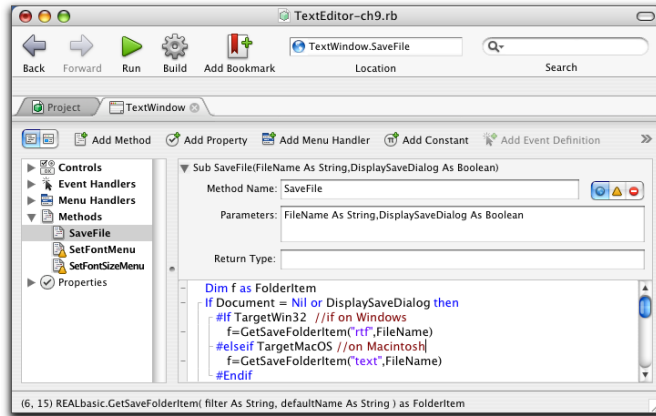 TextEditor-ch9.rb
TextWindow.SaveFile
Back Forward Run Build Add Bookmark Location Search
Project TextWindow
Add Method Add Property Add Menu Handler Add Constant Add Event Definition
Controls
Event Handlers
Menu Handlers
Methods
SaveFile
SetFontMenu
SetFontSizeMenu
Properties
Sub SaveFile(FileName As String,DisplaySaveDialog As Boolean)
Method Name: SaveFile
Parameters: FileName As String,DisplaySaveDialog As Boolean
Return Type:
Dim f as FolderItem
If Document = Nil or DisplaySaveDialog then
#If TargetWin32 //if on Windows
f=GetSaveFolderItem("rtf",FileName)
#elseif TargetMacOS //on Macintosh
f=GetSaveFolderItem("text",FileName)
#Endif
(6, 15) REALbasic.GetSaveFolderItem( filter As String, defaultName As String ) as FolderItem